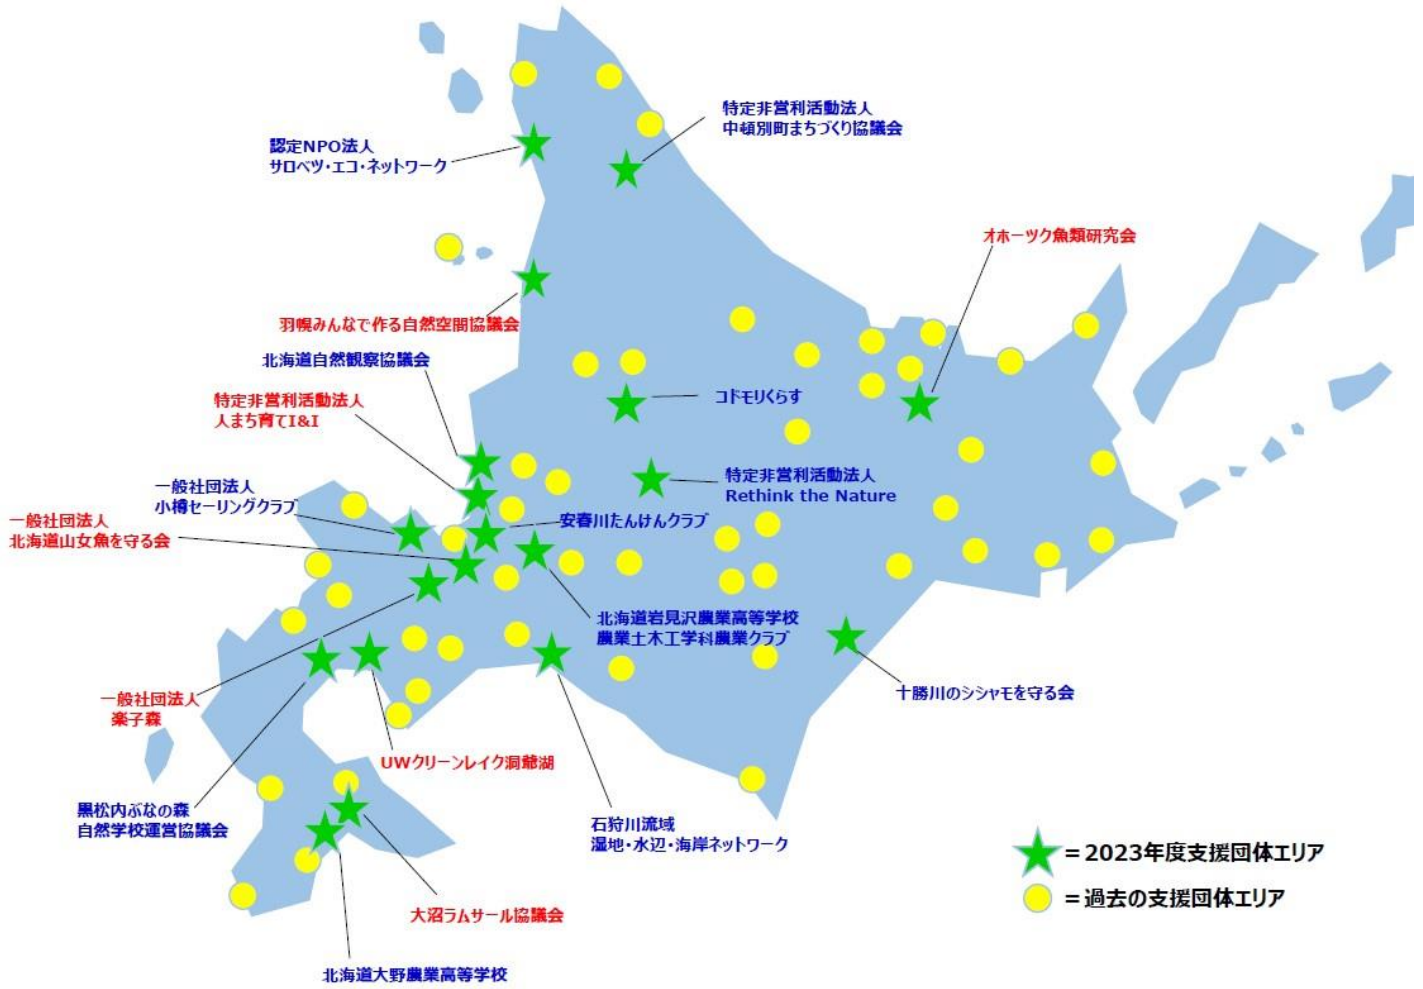 特定非営利活動法人
中頓別町まちづくり協議会
認定NPO法人
サロベツ・エコ・ネットワーク
オホーツク魚類研究会
羽幌みんなで作る自然空間協議会
北海道自然観察協議会
特定非営利活動法人
人まち育てI&I
コドモリくらす
一般社団法人
小樽セーリングクラブ
特定非営利活動法人
Rethink the Nature
一般社団法人
北海道山女魚を守る会
安春川たんけんクラブ
北海道岩見沢農業高等学校
農業土木工学科農業クラブ
一般社団法人
楽子森
十勝川のシシャモを守る会
UWクリーンレイク洞爺湖
黒松内ぶなの森
自然学校運営協議会
石狩川流域
湿地・水辺・海岸ネットワーク
=2023年度支援団体エリア
=過去の支援団体エリア
大沼ラムサール協議会
北海道大野農業高等学校